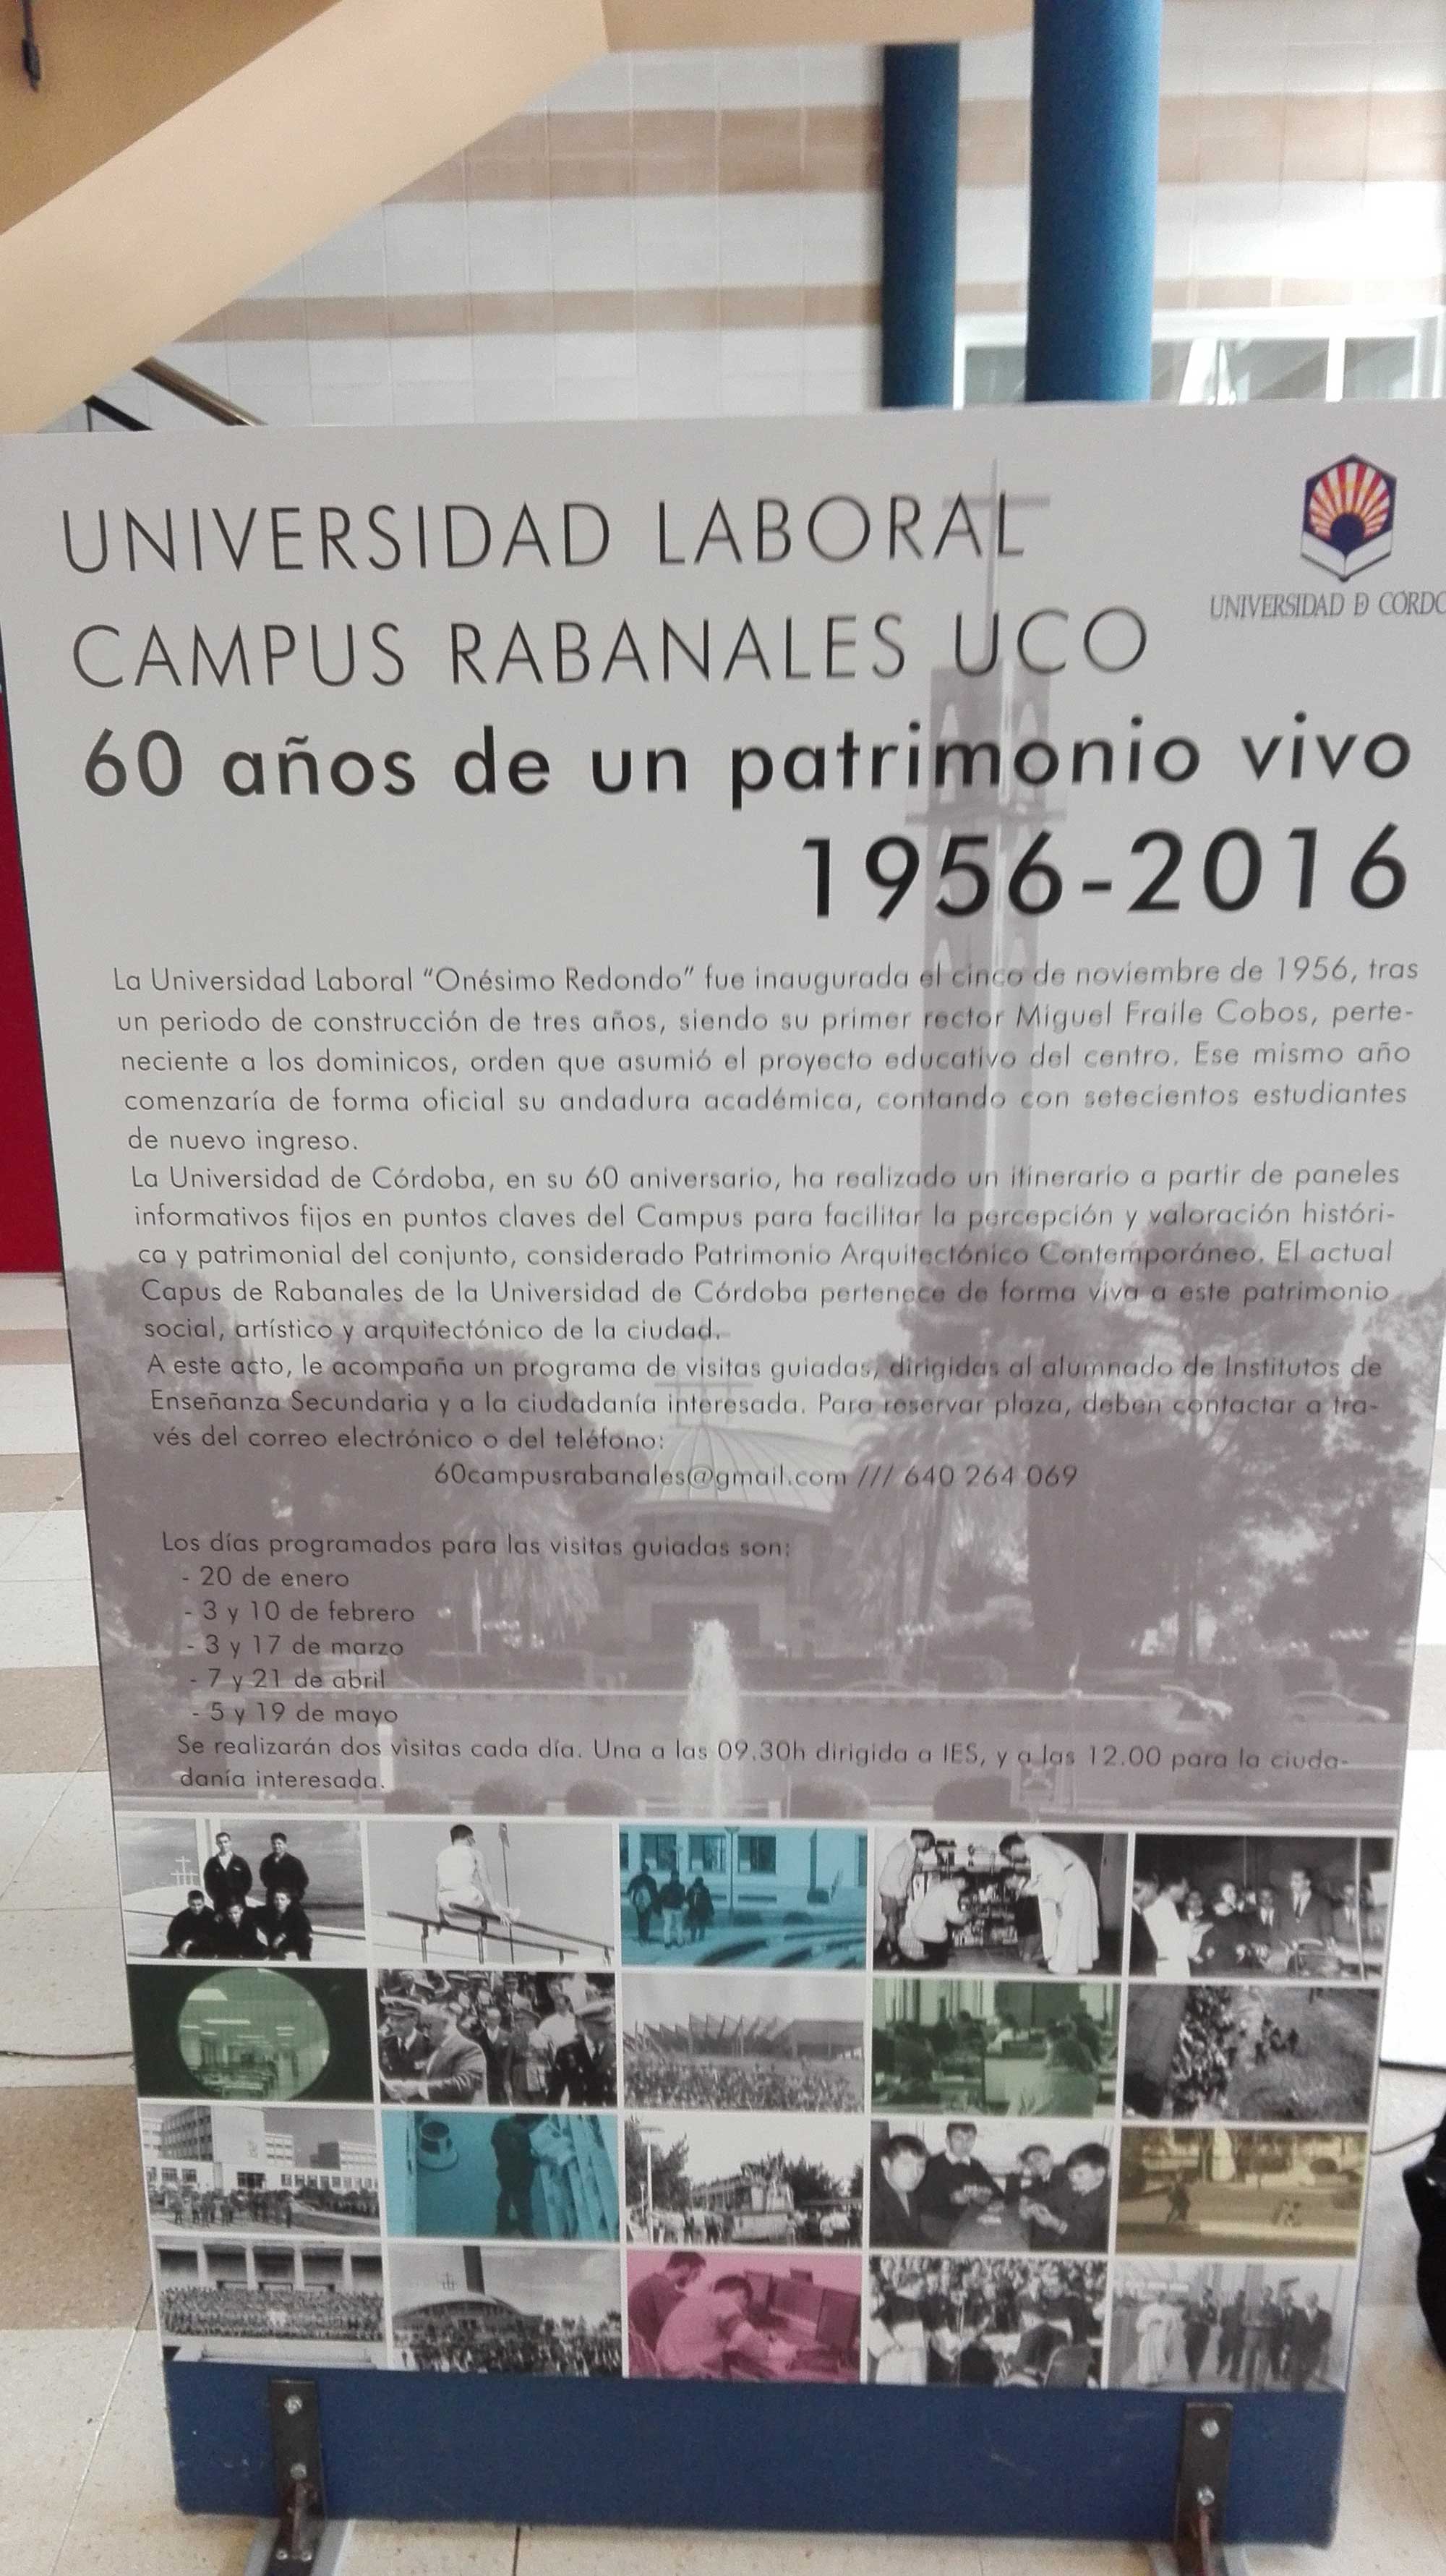 UNIVERSIDAD LABORAL
CAMPUS RABANALES UCO
UNIVERSIDAD Đ CORDO
60 años de un patrimonio vivo
1956-2016
La Universidad Laboral “Onésimo Redondo” fue inaugurada el cinco de noviembre de 1956, tras
un periodo de construcción de tres años, siendo su primer rector Miguel Fraile Cobos, perte-
neciente a los dominicos, orden que asumió el proyecto educativo del centro. Ese mismo año
comenzaría de forma oficial su andadura académica, contando con setecientos estudiantes
de nuevo ingreso.
La Universidad de Córdoba, en su 60 aniversario, ha realizado un itinerario a partir de paneles
informativos fijos en puntos claves del Campus para facilitar la percepción y valoración históri-
ca y patrimonial del conjunto, considerado Patrimonio Arquitectónico Contemporáneo. El actual
Capus de Rabanales de la Universidad de Córdoba pertenece de forma viva a este patrimonio
social, artístico y arquitectónico de la ciudad.
A este acto, le acompaña un programa de visitas guiadas, dirigidas al alumnado de Institutos de
Enseñanza Secundaria y a la ciudadanía interesada. Para reservar plaza, deben contactar a tra-
vés del correo electrónico o del teléfono:
60campusrabanales@gmail.com /// 640 264 069
Los días programados para las visitas guiadas son:
- 20 de enero
- 3 y 10 de febrero
- 3 y 17 de marzo
- 7 y 21 de abril
- 5 y 19 de mayo
Se realizarán dos visitas cada día. Una a las 09.30h dirigida a IES, y a las 12.00 para la ciuda-
danía interesada.